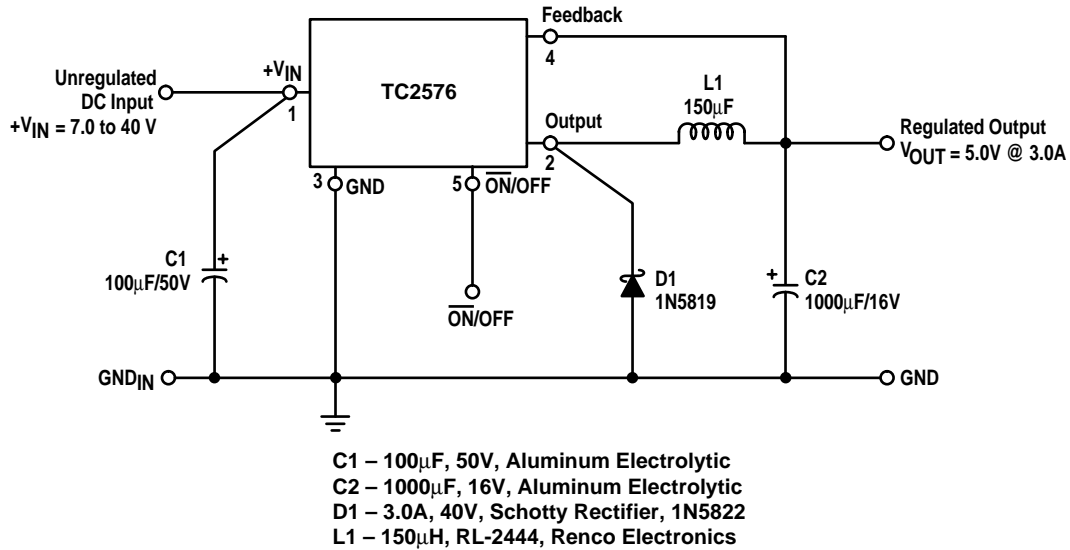 Feedback
4
Unregulated
DC Input
+VIN = 7.0 to 40 V
+VIN
1
TC2576
L1
150µF
Output
2
Regulated Output
VOUT = 5.0V @ 3.0A
3
GND
5
ON/OFF
C1
100µF/50V
+
D1
1N5819
+
C2
1000µF/16V
ON/OFF
GNDIN
GND
C1 – 100µF, 50V, Aluminum Electrolytic
C2 – 1000µF, 16V, Aluminum Electrolytic
D1 – 3.0A, 40V, Schotty Rectifier, 1N5822
L1 – 150µH, RL-2444, Renco Electronics